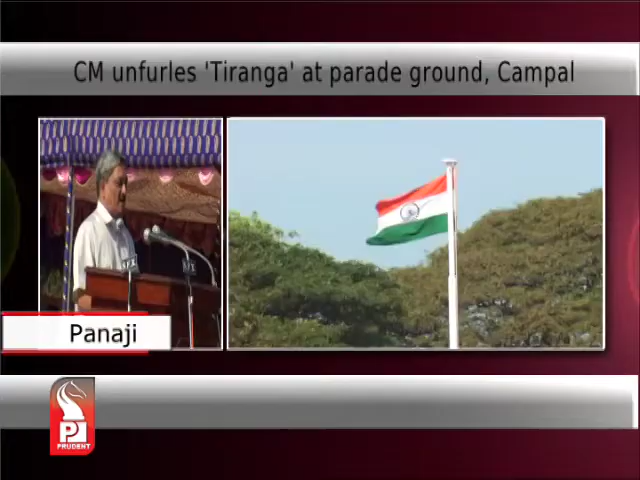 CM unfurles 'Tiranga' at parade ground, Campal
Panaji
P
PRUDENT